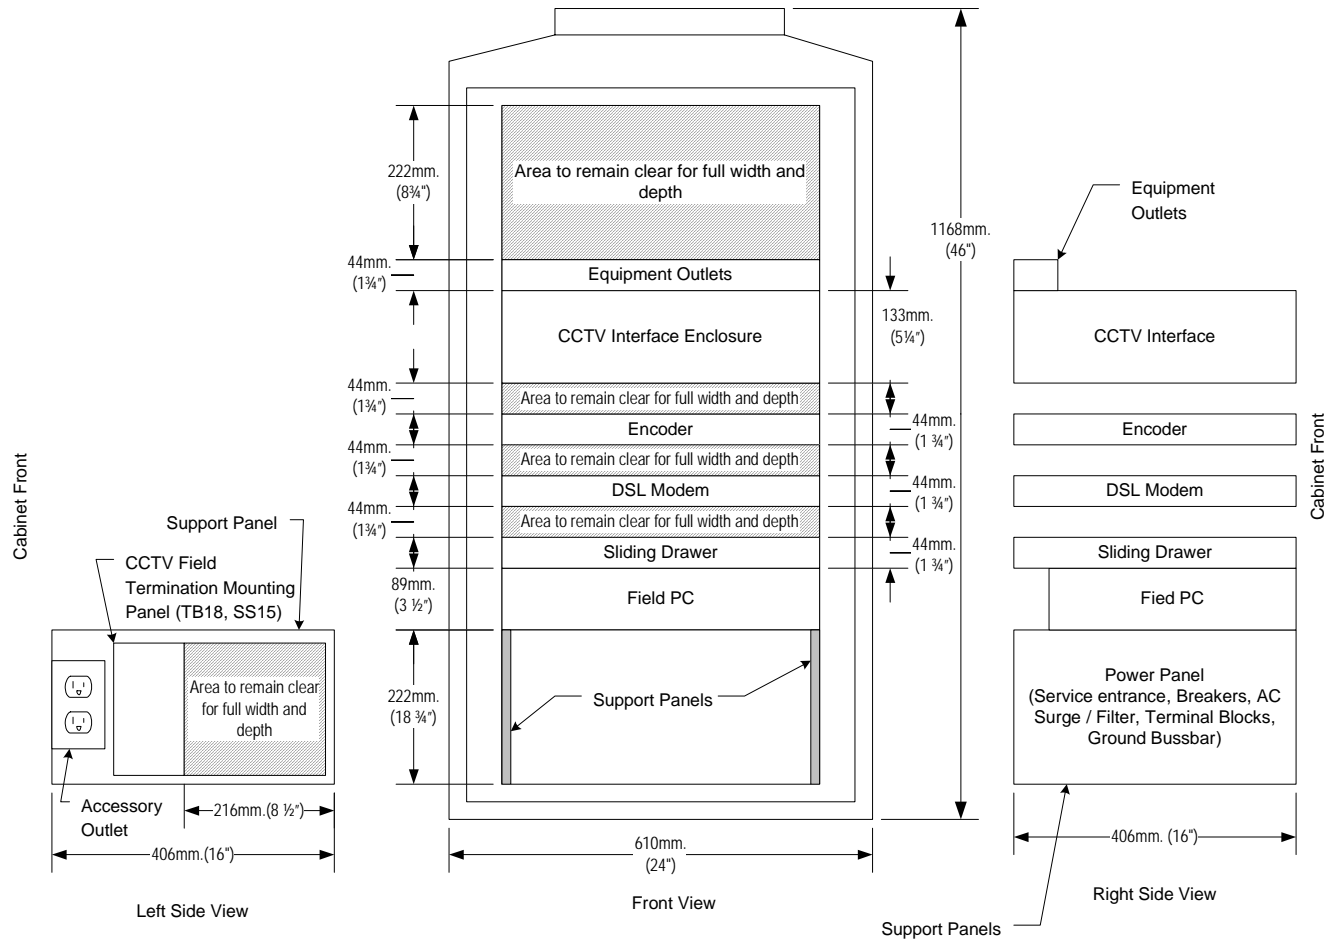 222mm.
(8¾")
Area to remain clear for full width and
depth
44mm.
(1¾")
Equipment Outlets
1168mm.
(46")
133mm.
(5¼")
CCTV Interface Enclosure
44mm.
(1¾")
Area to remain clear for full width and depth
Encoder
44mm.
(1 ¾")
44mm.
(1¾")
Area to remain clear for full width and depth
DSL Modem
44mm.
(1 ¾")
44mm.
(1¾")
Area to remain clear for full width and depth
Sliding Drawer
44mm.
(1 ¾")
89mm.
(3 ½")
Field PC
222mm.
(18 ¾")
Support Panels
610mm.
(24")
Front View
Cabinet Front
Support Panel
CCTV Field
Termination Mounting
Panel (TB18, SS15)
Area to remain clear
for full width and
depth
Accessory
Outlet
216mm.(8 ½")
406mm.(16")
Left Side View
Equipment
Outlets
CCTV Interface
Encoder
DSL Modem
Sliding Drawer
Fied PC
Power Panel
(Service entrance, Breakers, AC
Surge / Filter, Terminal Blocks,
Ground Bussbar)
406mm. (16")
Right Side View
Support Panels
Cabinet Front